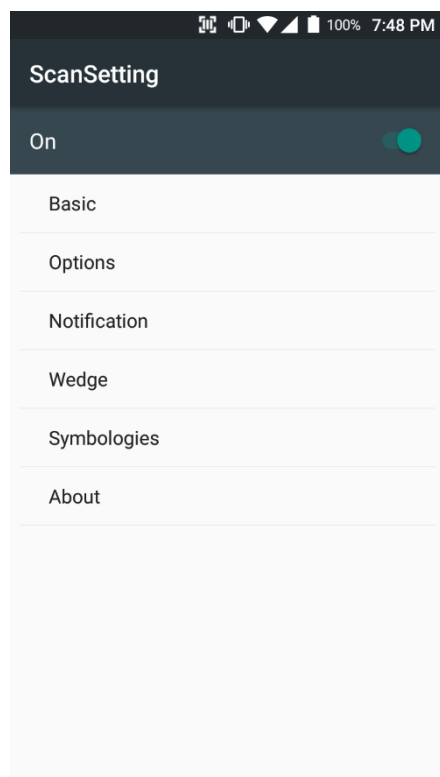 100% 7:48 PM
ScanSetting
On
Basic
Options
Notification
Wedge
Symbologies
About